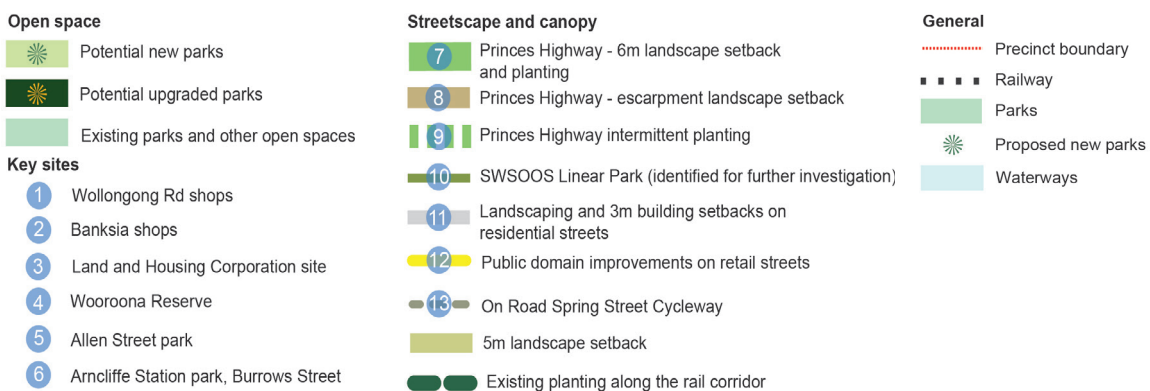 Open space
Potential new parks
Potential upgraded parks
Existing parks and other open spaces
Key sites
1 Wollongong Rd shops
2 Banksia shops
3 Land and Housing Corporation site
4 Wooroona Reserve
5 Allen Street park
6 Arncliffe Station park, Burrows Street
Streetscape and canopy
7 Princes Highway - 6m landscape setback
and planting
8 Princes Highway - escarpment landscape setback
9 Princes Highway intermittent planting
10 SWSOOS Linear Park (identified for further investigation)
11 Landscaping and 3m building setbacks on
residential streets
12 Public domain improvements on retail streets
13 On Road Spring Street Cycleway
5m landscape setback
Existing planting along the rail corridor
General
Precinct boundary
Railway
Parks
Proposed new parks
Waterways